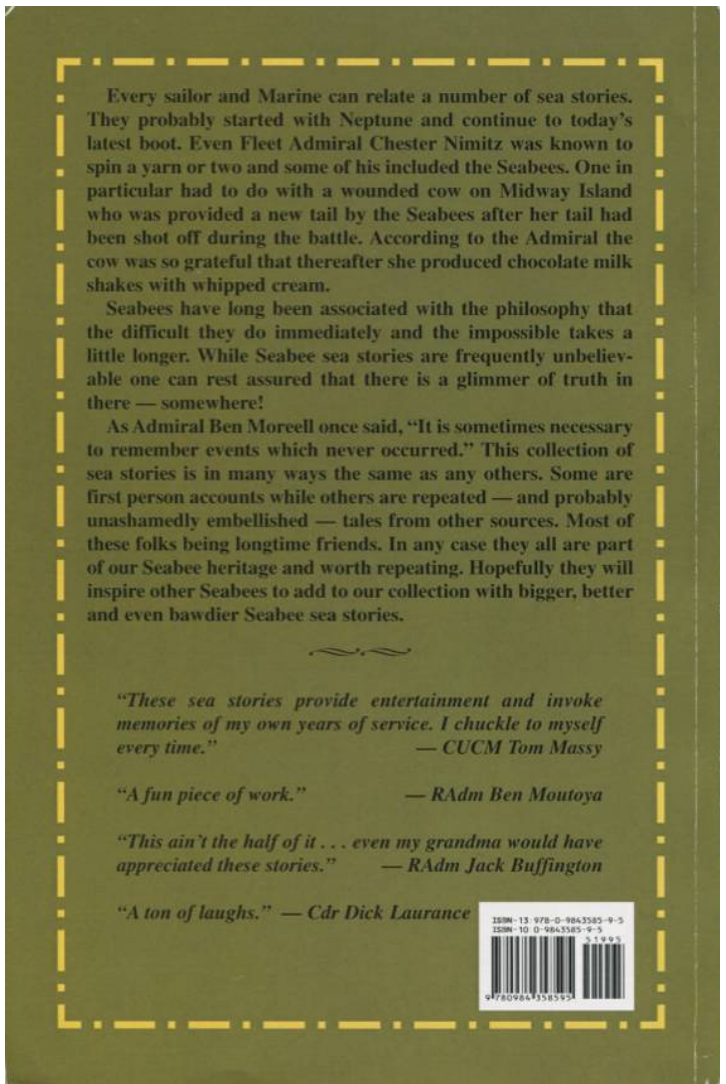 Every sailor and Marine can relate a number of sea stories.
They probably started with Neptune and continue to today's
latest boot. Even Fleet Admiral Chester Nimitz was known to
spin a yarn or two and some of his included the Seabees. One in
particular had to do with a wounded cow on Midway Island
who was provided a new tail by the Seabees after her tail had
been shot off during the battle. According to the Admiral the
cow was so grateful that thereafter she produced chocolate milk
shakes with whipped cream.
Seabees have long been associated with the philosophy that
the difficult they do immediately and the impossible takes a
little longer. While Seabee sea stories are frequently unbeliev-
able one can rest assured that there is a glimmer of truth in
there — somewhere!
As Admiral Ben Moreell once said, “It is sometimes necessary
to remember events which never occurred.” This collection of
sea stories is in many ways the same as any others. Some are
first person accounts while others are repeated — and probably
unashamedly embellished — tales from other sources. Most of
these folks being longtime friends. In any case they all are part
of our Seabee heritage and worth repeating. Hopefully they will
inspire other Seabees to add to our collection with bigger, better
and even bawdier Seabee sea stories.
“These sea stories provide entertainment and invoke
memories of my own years of service. I chuckle to myself
every time.” — CUCM Tom Massy
“A fun piece of work.” — RAdm Ben Moutoya
“This ain't the half of it . . . even my grandma would have
appreciated these stories.” — RAdm Jack Buffington
“A ton of laughs.” — Cdr Dick Laurance
ISBN-13 978-0-9843585-9-5
ISBN-10 0-9843585-9-5
51995
9 780984 358595